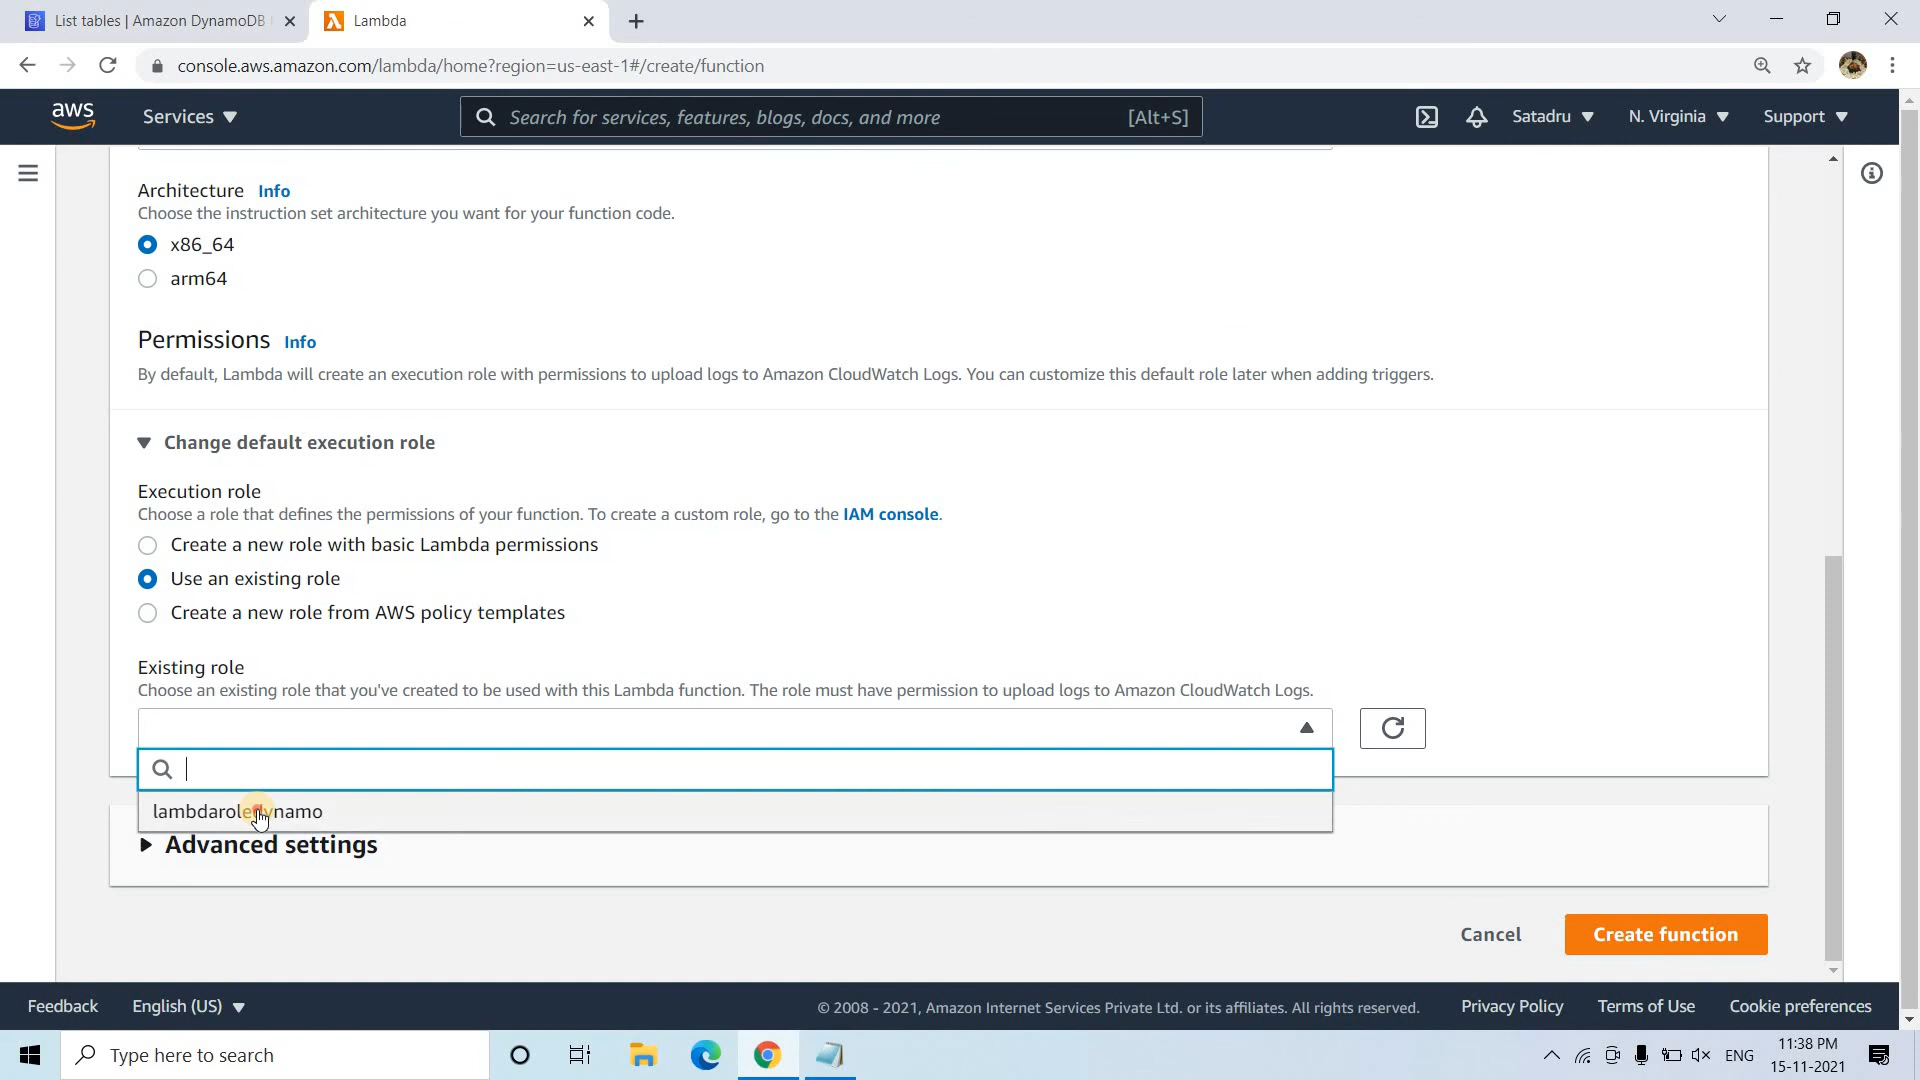 List tables | Amazon DynamoDB
Lambda
console.aws.amazon.com/lambda/home?region=us-east-1#/create/function
aws
Services
Search for services, features, blogs, docs, and more
[Alt+S]
Satadru
N. Virginia
Support
Architecture Info
Choose the instruction set architecture you want for your function code.
x86_64
arm64
Permissions Info
By default, Lambda will create an execution role with permissions to upload logs to Amazon CloudWatch Logs. You can customize this default role later when adding triggers.
Change default execution role
Execution role
Choose a role that defines the permissions of your function. To create a custom role, go to the IAM console.
Create a new role with basic Lambda permissions
Use an existing role
Create a new role from AWS policy templates
Existing role
Choose an existing role that you've created to be used with this Lambda function. The role must have permission to upload logs to Amazon CloudWatch Logs.
lambdaroledynamo
Advanced settings
Cancel
Create function
Feedback
English (US)
© 2008 - 2021, Amazon Internet Services Private Ltd. or its affiliates. All rights reserved.
Privacy Policy
Terms of Use
Cookie preferences
Type here to search
ENG
11:38 PM
15-11-2021